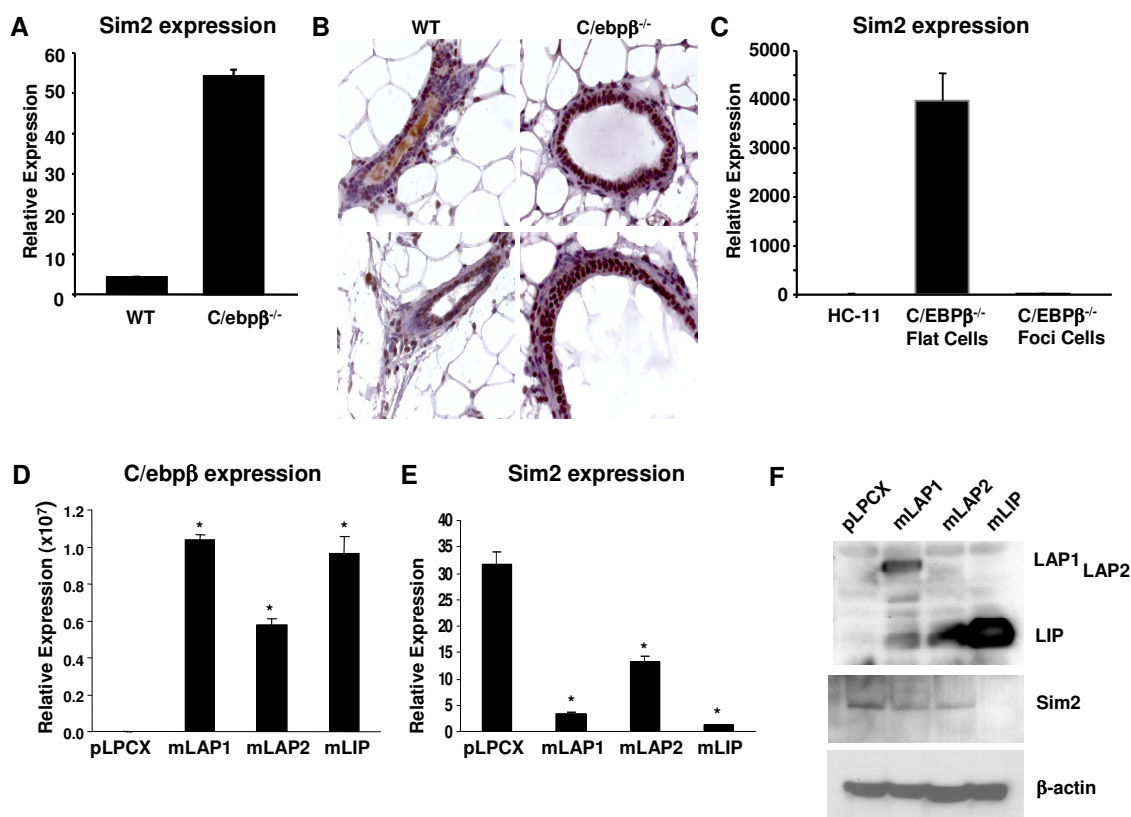 A
Sim2 expression
Relative Expression
60
50
40
30
20
10
0
WT
C/ebpβ-/-
B
WT
C/ebpβ-/-
C
Sim2 expression
Relative Expression
5000
4000
3000
2000
1000
0
HC-11
C/EBPβ-/-
Flat Cells
C/EBPβ-/-
Foci Cells
D
C/ebpβ expression
Relative Expression (x10⁷)
1.2
1.0
0.8
0.6
0.4
0.2
0.0
*
*
*
pLPCX
mLAP1
mLAP2
mLIP
E
Sim2 expression
Relative Expression
40
35
30
25
20
15
10
5
0
*
*
*
pLPCX
mLAP1
mLAP2
mLIP
F
pLPCX
mLAP1
mLAP2
mLIP
LAP1
LAP2
LIP
Sim2
β-actin